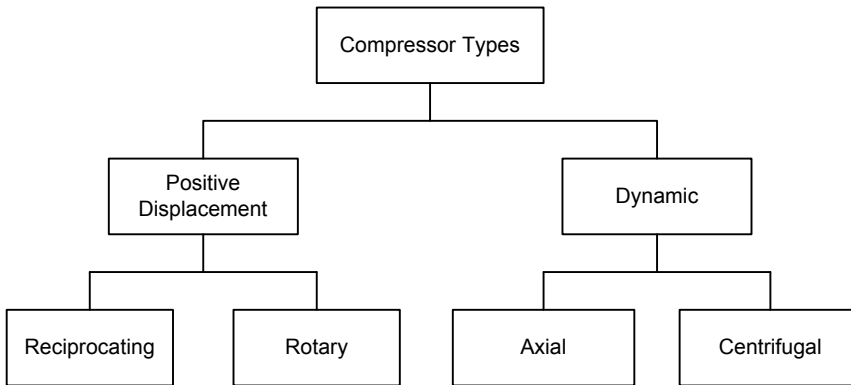 Compressor Types
Positive
Displacement
Dynamic
Reciprocating
Rotary
Axial
Centrifugal